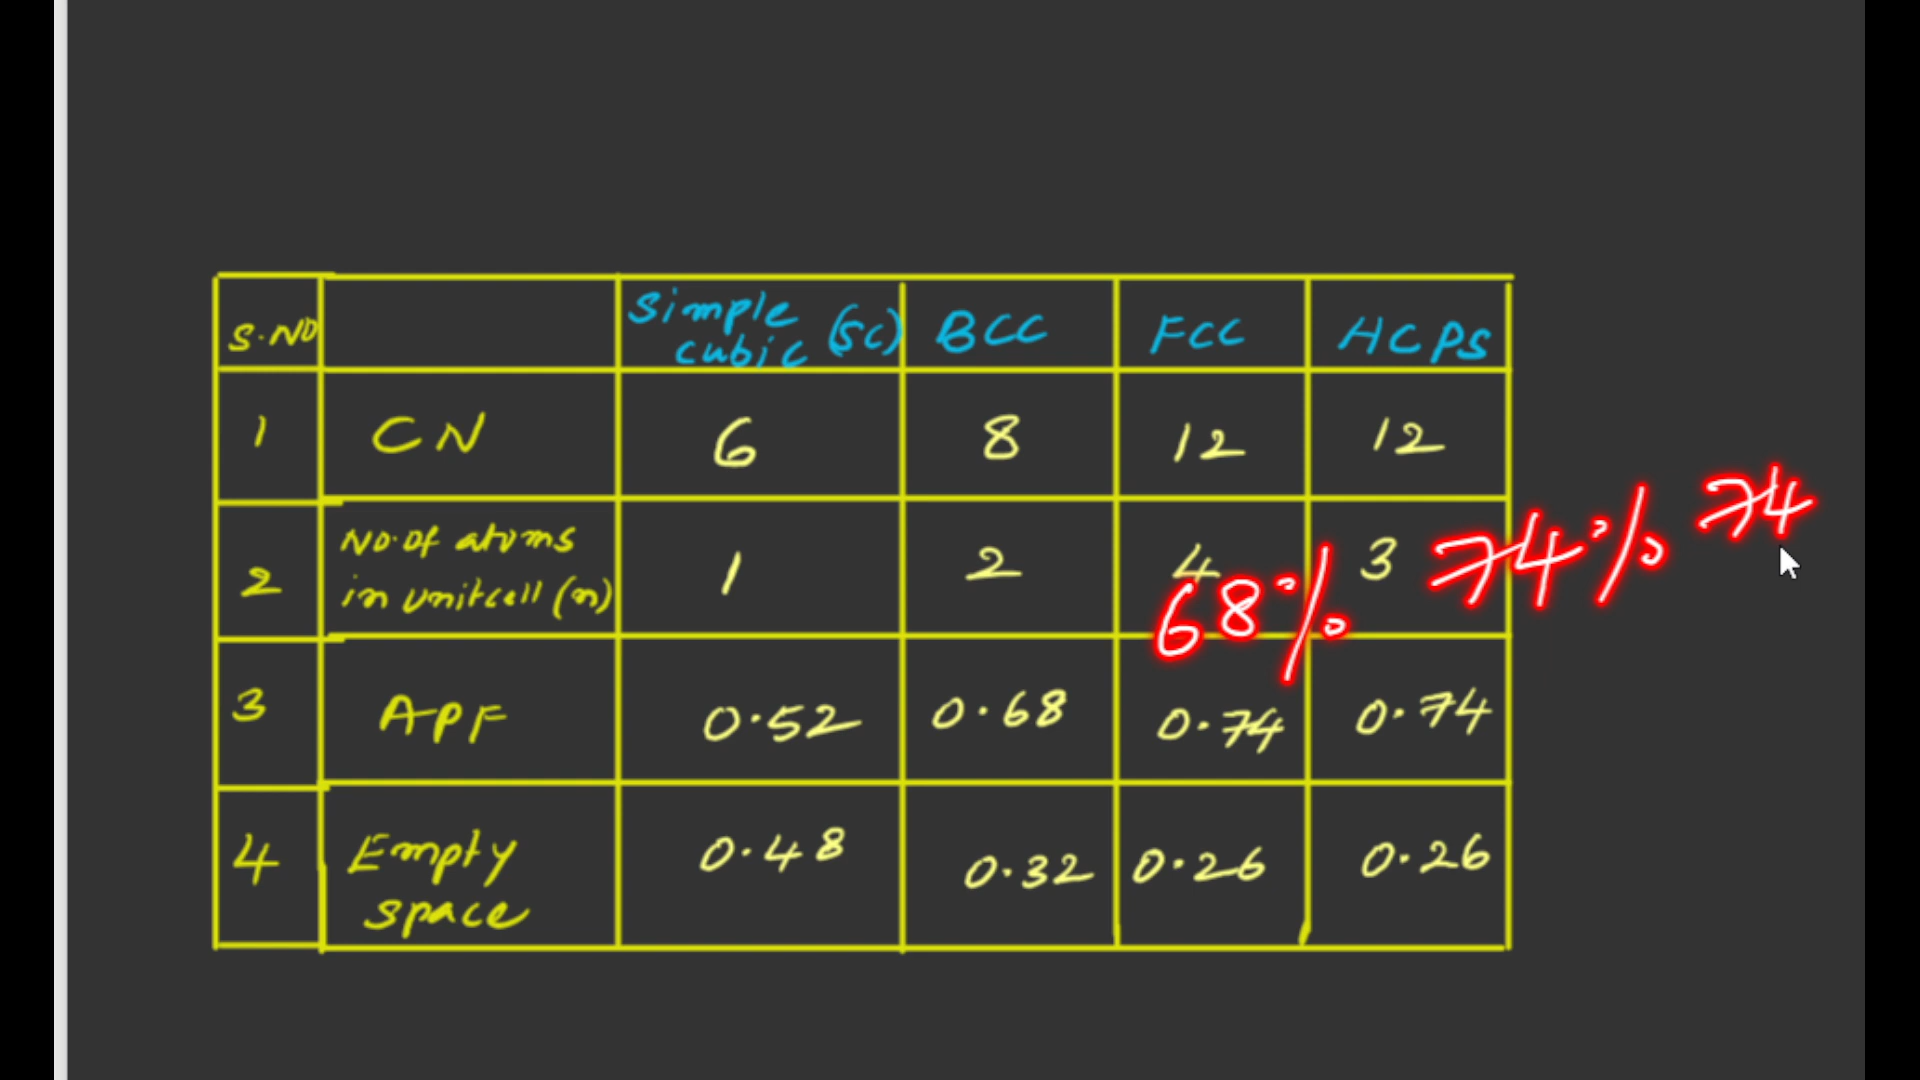 S.NO Simple cubic (SC) BCC FCC HCPS
1 CN 6 8 12 12
2 NO.Of atoms in unitcell (n) 1 2 4 3
68% 74% 74
3 APF 0.52 0.68 0.74 0.74
4 Empty space 0.48 0.32 0.26 0.26